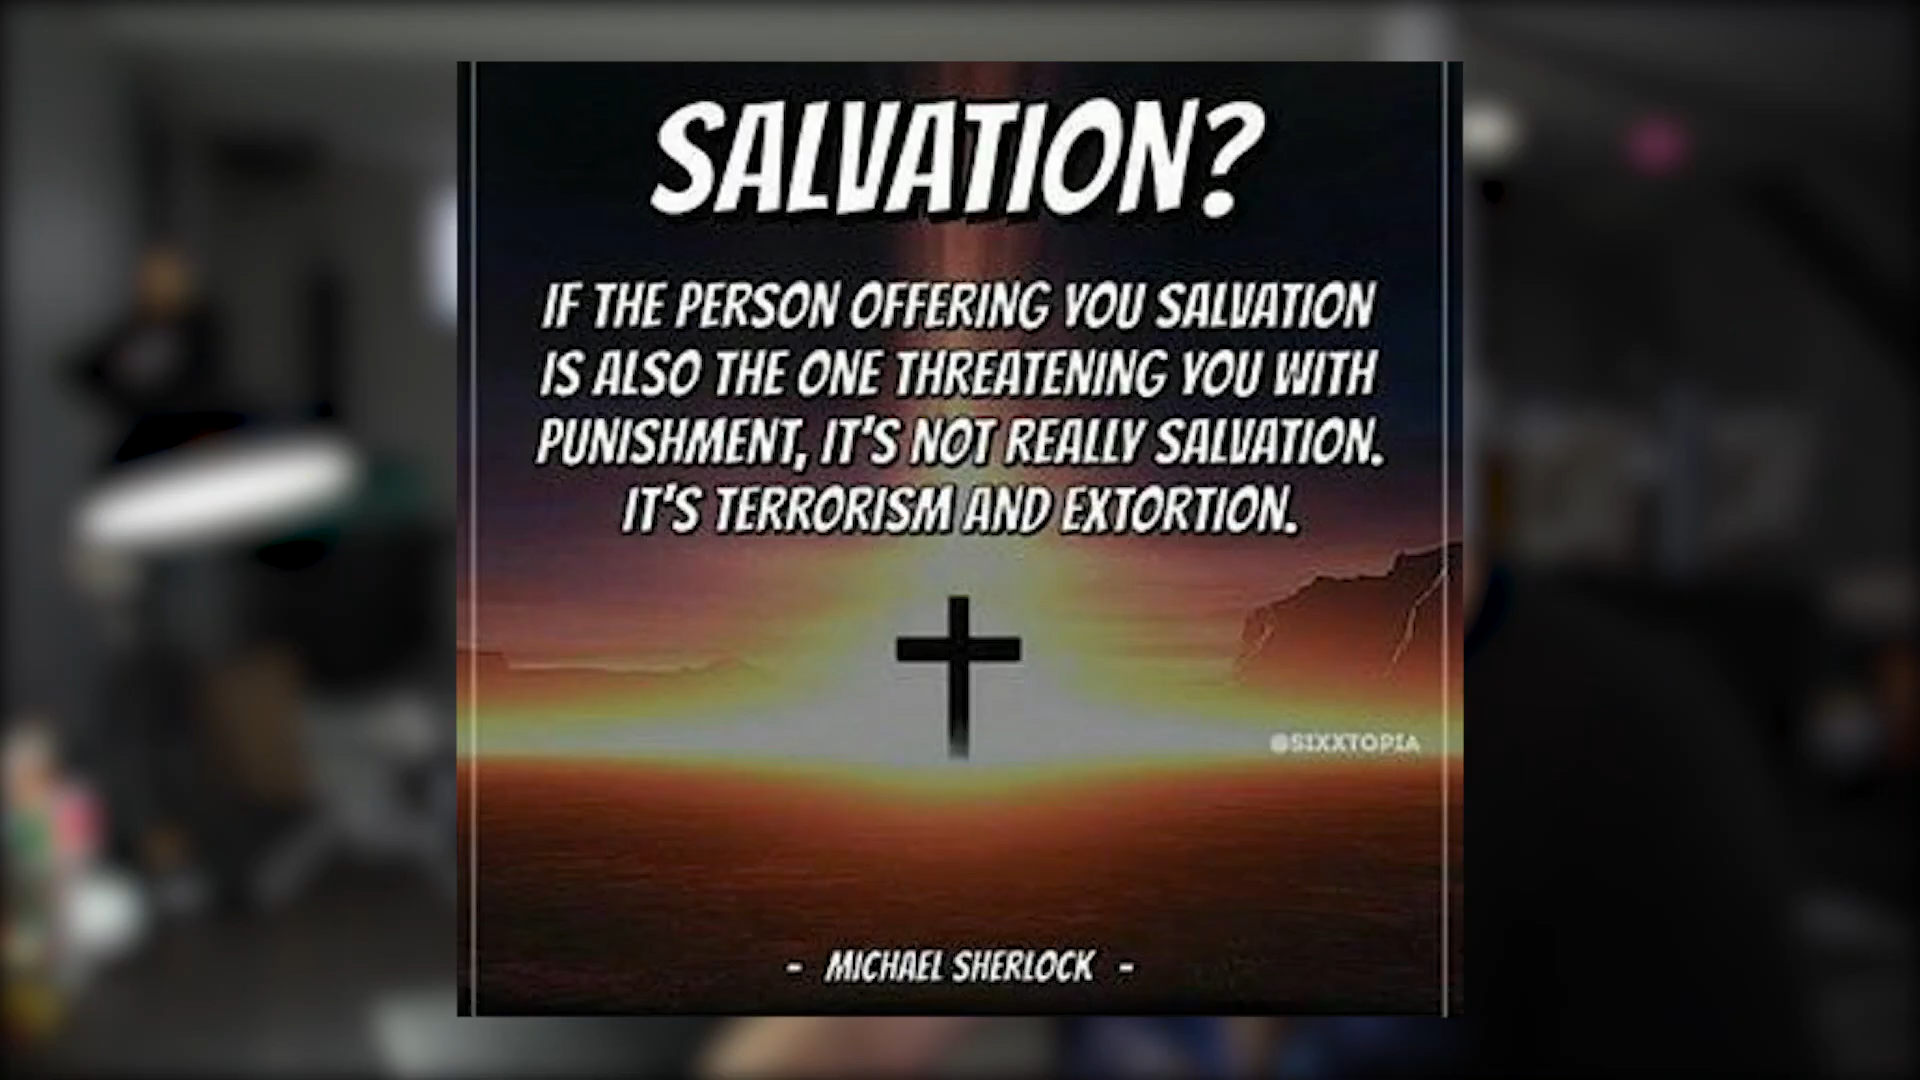 SALVATION?
IF THE PERSON OFFERING YOU SALVATION
IS ALSO THE ONE THREATENING YOU WITH
PUNISHMENT, IT'S NOT REALLY SALVATION.
IT'S TERRORISM AND EXTORTION.
@SIXXTOPIA
- MICHAEL SHERLOCK -